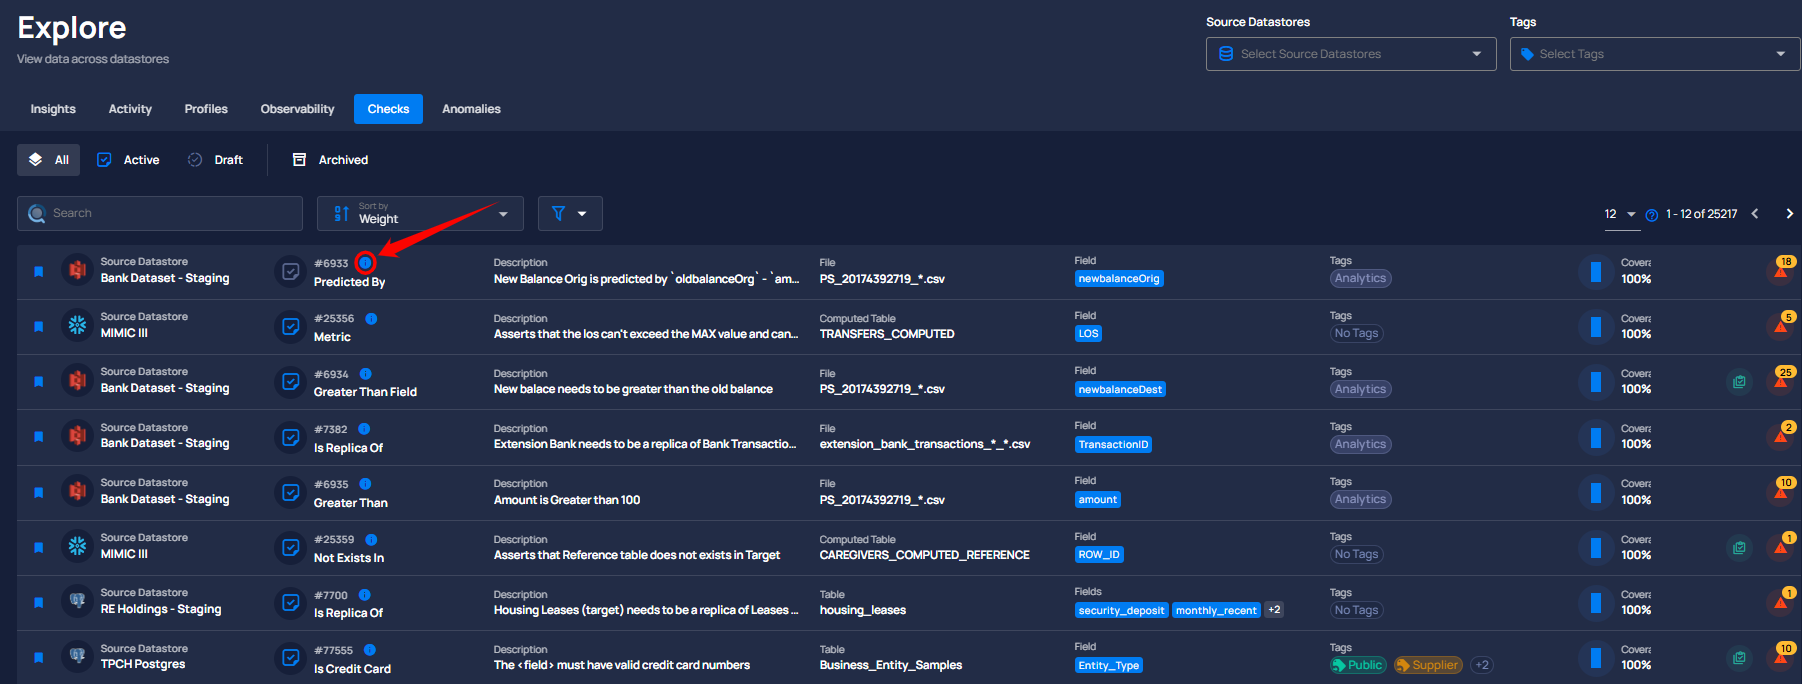 Explore
View data across datastores
Source Datastores
Select Source Datastores
Tags
Select Tags
Insights Activity Profiles Observability Checks Anomalies
All Active Draft Archived
Search
Sort by
Weight
12 1 - 12 of 25217
Source Datastore #6933 Description File Field Tags Covera 18
Bank Dataset - Staging Predicted By New Balance Orig is predicted by `oldbalanceOrg` - `am... PS_20174392719_*.csv newbalanceOrig Analytics 100%
Source Datastore #25356 Description Computed Table Field Tags Covera 5
MIMIC III Metric Asserts that the los can't exceed the MAX value and can... TRANSFERS_COMPUTED LOS No Tags 100%
Source Datastore #6934 Description File Field Tags Covera 25
Bank Dataset - Staging Greater Than Field New balace needs to be greater than the old balance PS_20174392719_*.csv newbalanceDest Analytics 100%
Source Datastore #7382 Description File Field Tags Covera 2
Bank Dataset - Staging Is Replica Of Extension Bank needs to be a replica of Bank Transactio... extension_bank_transactions_*_*.csv TransactionID Analytics 100%
Source Datastore #6935 Description File Field Tags Covera 10
Bank Dataset - Staging Greater Than Amount is Greater than 100 PS_20174392719_*.csv amount Analytics 100%
Source Datastore #25359 Description Computed Table Field Tags Covera 1
MIMIC III Not Exists In Asserts that Reference table does not exists in Target CAREGIVERS_COMPUTED_REFERENCE ROW_ID No Tags 100%
Source Datastore #7700 Description Table Fields Tags Covera 1
RE Holdings - Staging Is Replica Of Housing Leases (target) needs to be a replica of Leases ... housing_leases security_deposit monthly_recent +2 No Tags 100%
Source Datastore #77555 Description Table Field Tags Covera 10
TPCH Postgres Is Credit Card The <field> must have valid credit card numbers Business_Entity_Samples Entity_Type Public Supplier +2 100%